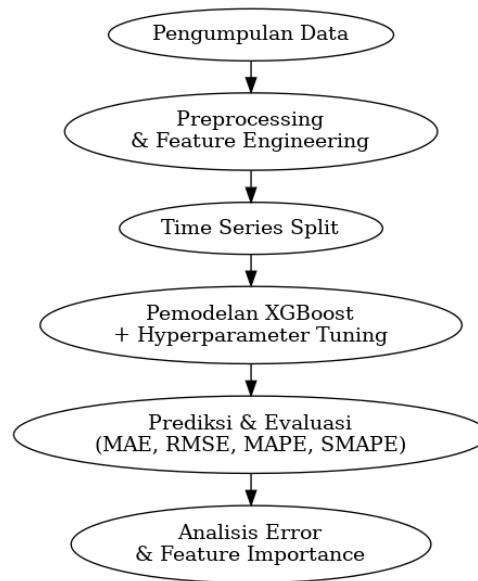 Pengumpulan Data
Preprocessing
& Feature Engineering
Time Series Split
Pemodelan XGBoost
+ Hyperparameter Tuning
Prediksi & Evaluasi
(MAE, RMSE, MAPE, SMAPE)
Analisis Error
& Feature Importance